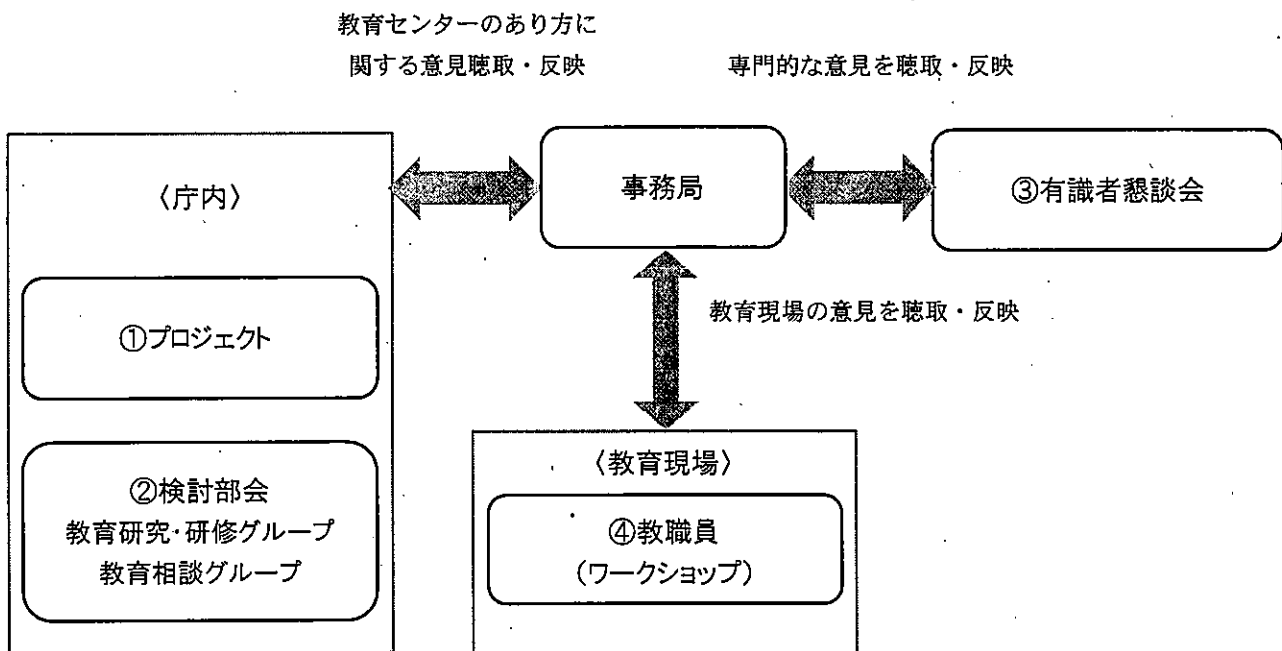 教育センターのあり方に
関する意見聴取・反映
専門的な意見を聴取・反映
〈庁内〉
事務局
③有識者懇談会
①プロジェクト
教育現場の意見を聴取・反映
②検討部会
教育研究・研修グループ
教育相談グループ
〈教育現場〉
④教職員
(ワークショップ)